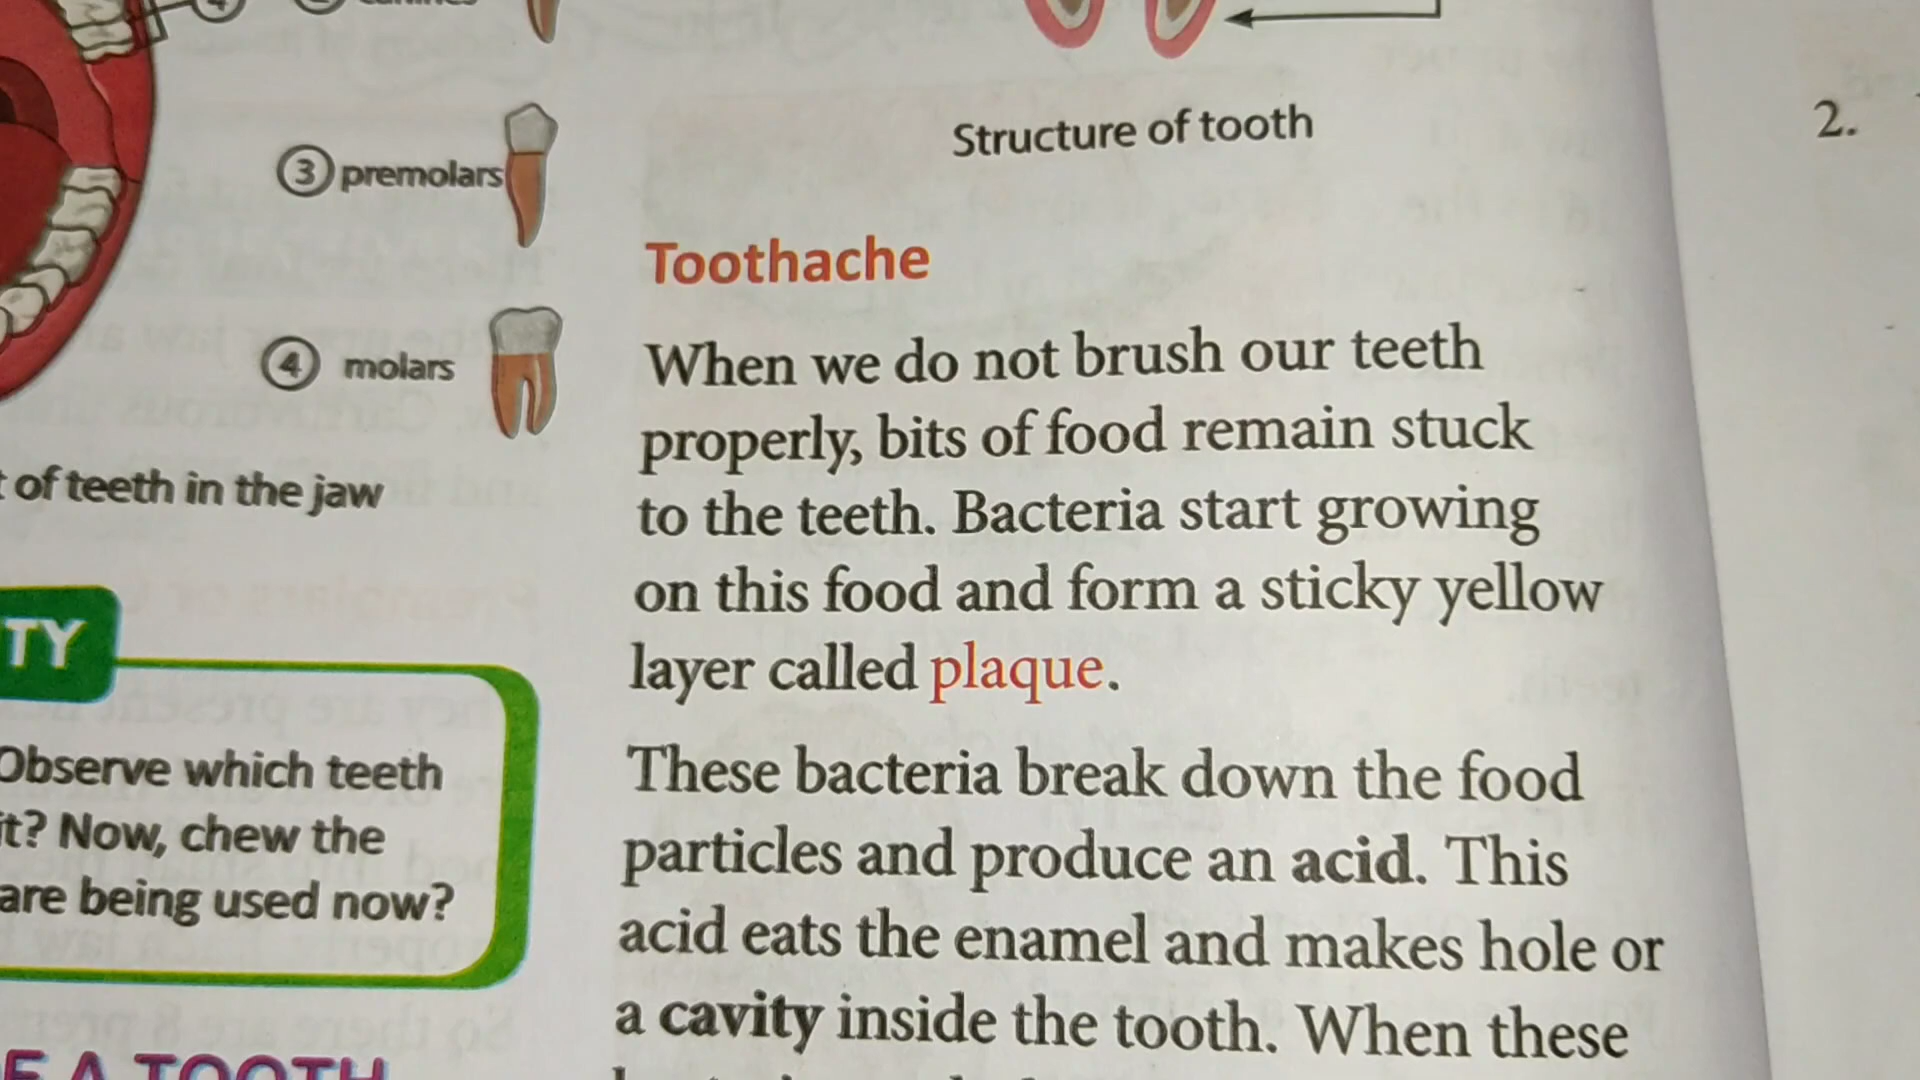 ③ premolars
④ molars
of teeth in the jaw
TY
Observe which teeth
it? Now, chew the
are being used now?
E A TOOTH
Structure of tooth
Toothache
When we do not brush our teeth
properly, bits of food remain stuck
to the teeth. Bacteria start growing
on this food and form a sticky yellow
layer called plaque.
These bacteria break down the food
particles and produce an acid. This
acid eats the enamel and makes hole or
a cavity inside the tooth. When these
2.